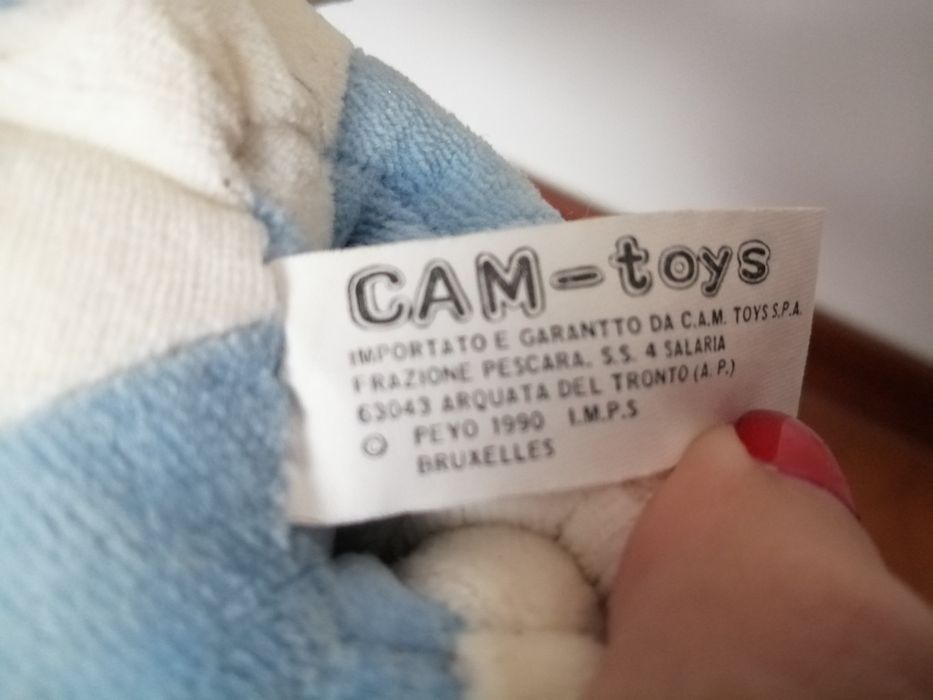 CAM-toys
IMPORTATO E GARANTTO DA C.A.M. TOYS S.P.A.
FRAZIONE PESCARA, S.S. 4 SALARIA
63043 ARQUATA DEL TRONTO (A.P.)
© PEYO 1990 I.M.P.S
BRUXELLES